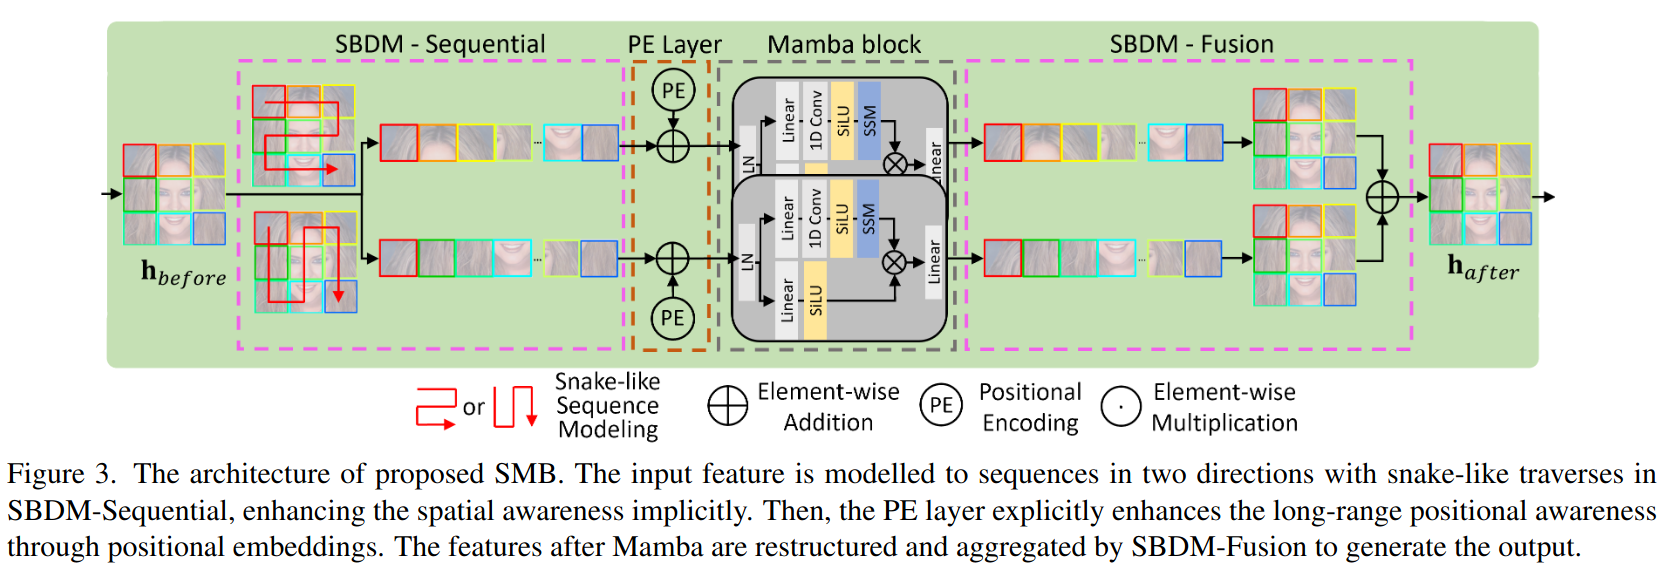 SBDM - Sequential
PE Layer
Mamba block
SBDM - Fusion
PE
LN
Linear
1D Conv
SiLU
SSM
Linear
LN
Linear
1D Conv
SiLU
SSM
Linear
SiLU
Linear
PE
h_before
h_after
...
...
...
...
or
Snake-like
Sequence
Modeling
Element-wise
Addition
PE
Positional
Encoding
Element-wise
Multiplication
Figure 3. The architecture of proposed SMB. The input feature is modelled to sequences in two directions with snake-like traverses in
SBDM-Sequential, enhancing the spatial awareness implicitly. Then, the PE layer explicitly enhances the long-range positional awareness
through positional embeddings. The features after Mamba are restructured and aggregated by SBDM-Fusion to generate the output.